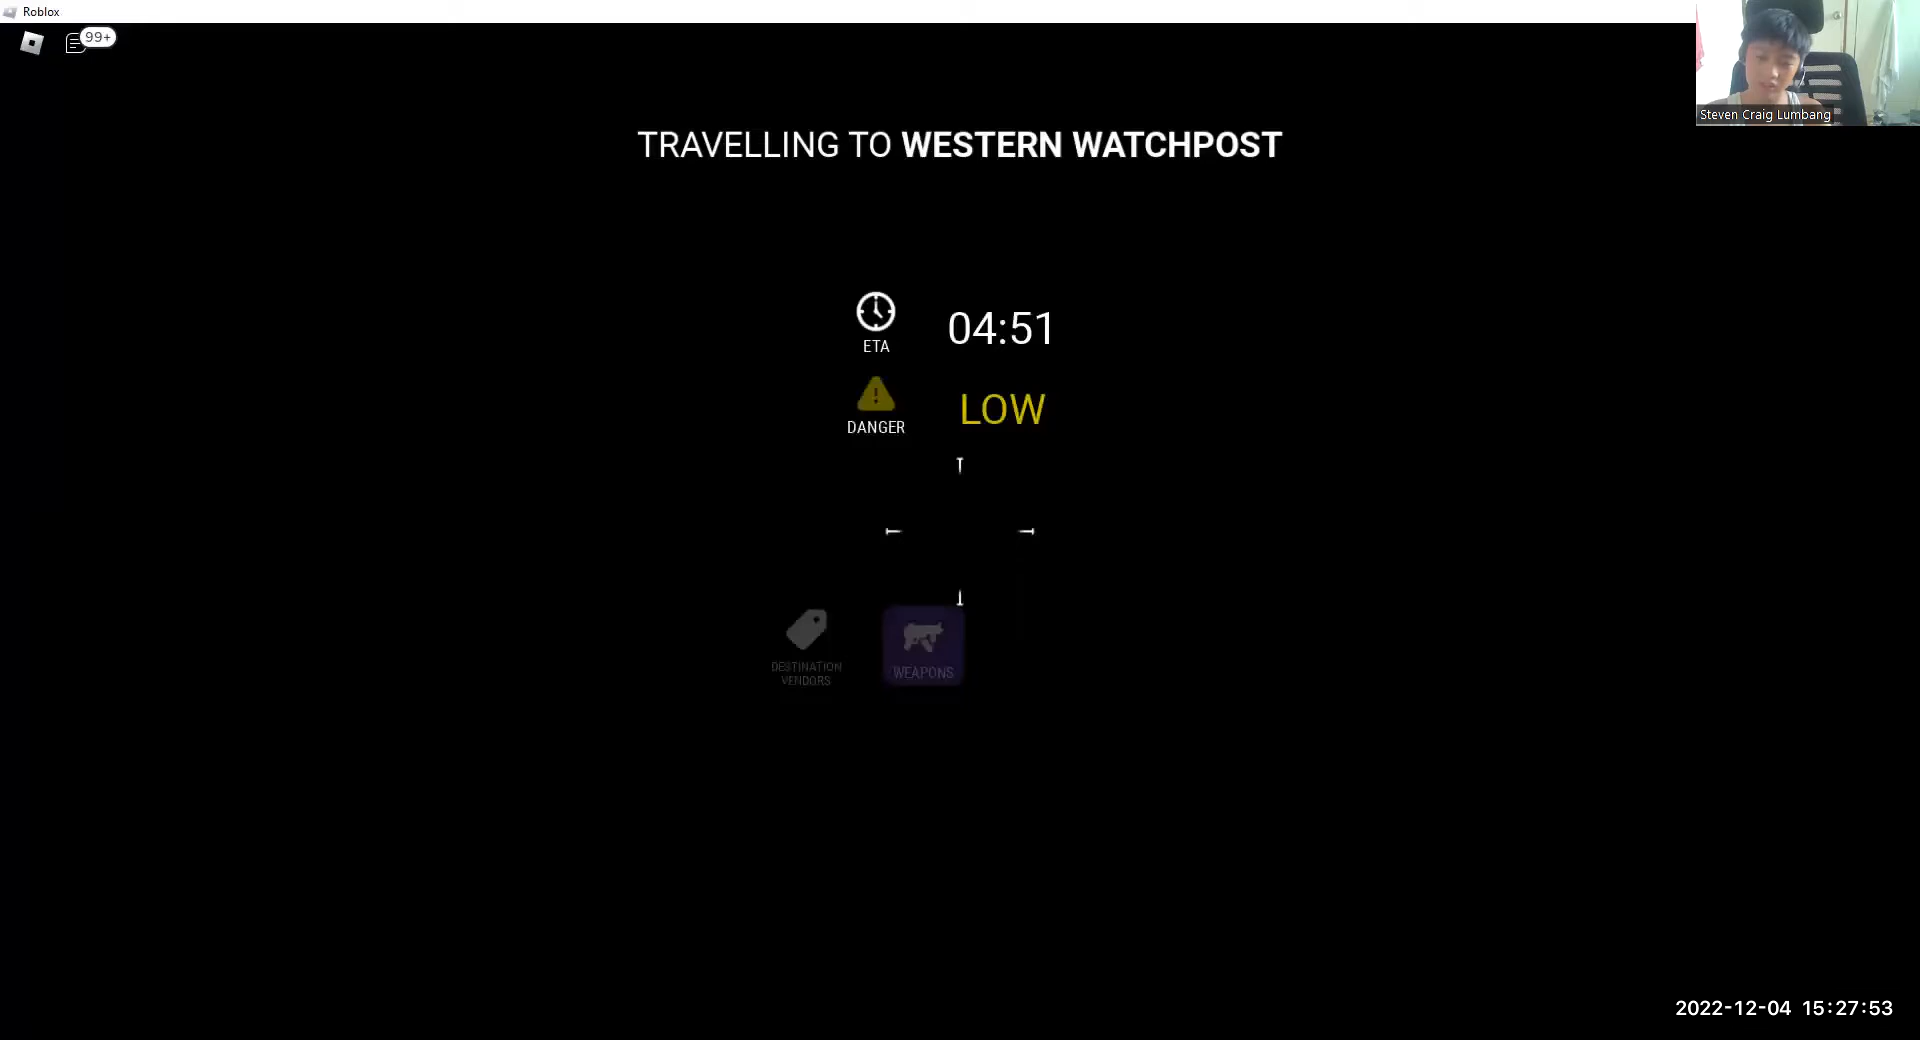 Roblox
99+
Steven Craig Lumbang
TRAVELLING TO WESTERN WATCHPOST
04:51
ETA
LOW
DANGER
DESTINATION
VENDORS
WEAPONS
2022-12-04 15:27:53